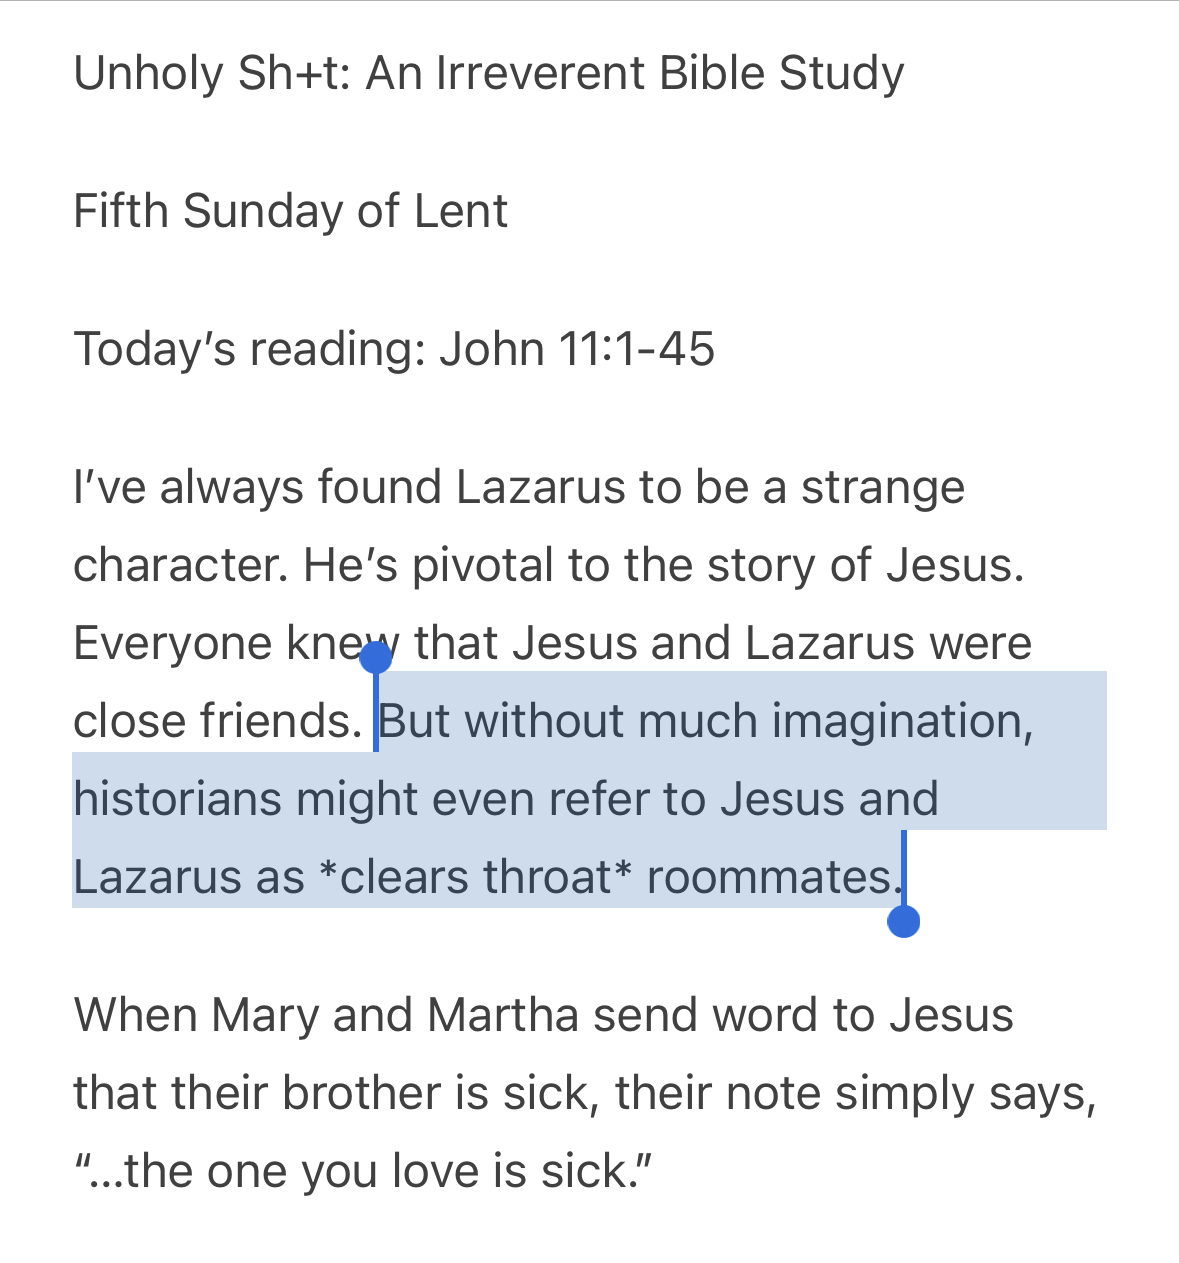 Unholy Sh+t: An Irreverent Bible Study
Fifth Sunday of Lent
Today’s reading: John 11:1-45
I’ve always found Lazarus to be a strange
character. He’s pivotal to the story of Jesus.
Everyone knew that Jesus and Lazarus were
close friends. But without much imagination,
historians might even refer to Jesus and
Lazarus as *clears throat* roommates.
When Mary and Martha send word to Jesus
that their brother is sick, their note simply says,
“…the one you love is sick.”